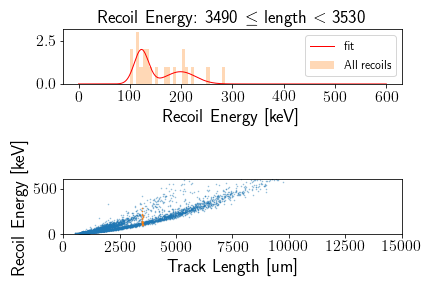 Recoil Energy: 3490 ≤ length < 3530
2.5
0.0
fit
All recoils
0 100 200 300 400 500 600
Recoil Energy [keV]
Recoil Energy [keV]
500
0
0 2500 5000 7500 10000 12500 15000
Track Length [um]